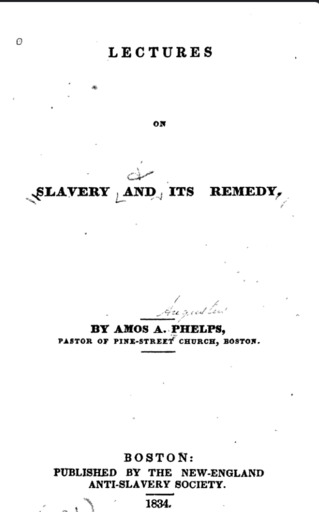 LECTURES
ON
&
SLAVERY AND ITS REMEDY.
Augustus
BY AMOS A. PHELPS,
PASTOR OF PINE-STREET CHURCH, BOSTON.
BOSTON:
PUBLISHED BY THE NEW-ENGLAND
ANTI-SLAVERY SOCIETY.
1834.